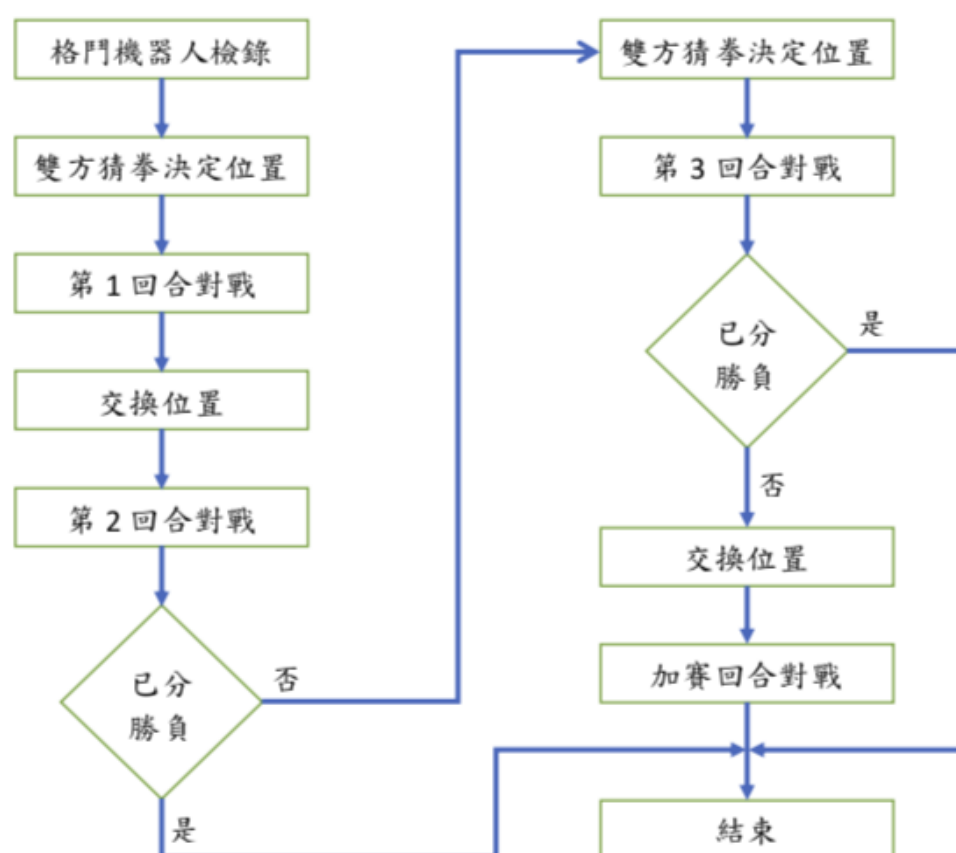 格鬥機器人檢錄
雙方猜拳決定位置
第 1 回合對戰
交換位置
第 2 回合對戰
已分
勝負
否
是
雙方猜拳決定位置
第 3 回合對戰
已分
勝負
是
否
交換位置
加賽回合對戰
結束